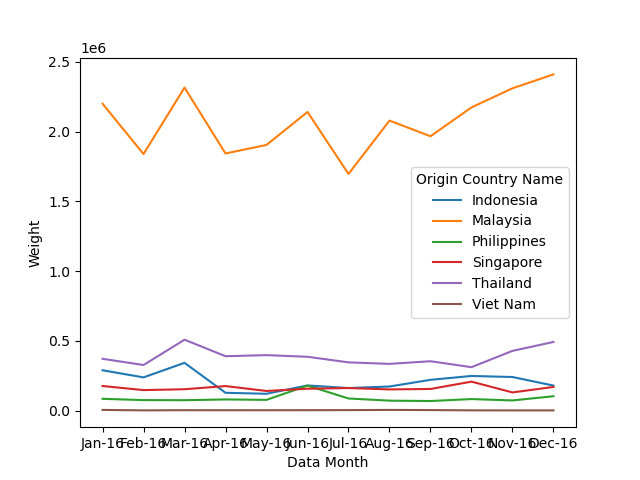 1e6
2.5
2.0
1.5
1.0
0.5
0.0
Weight
Origin Country Name
Indonesia
Malaysia
Philippines
Singapore
Thailand
Viet Nam
Jan-16 Feb-16 Mar-16 Apr-16 May-16 Jun-16 Jul-16 Aug-16 Sep-16 Oct-16 Nov-16 Dec-16
Data Month